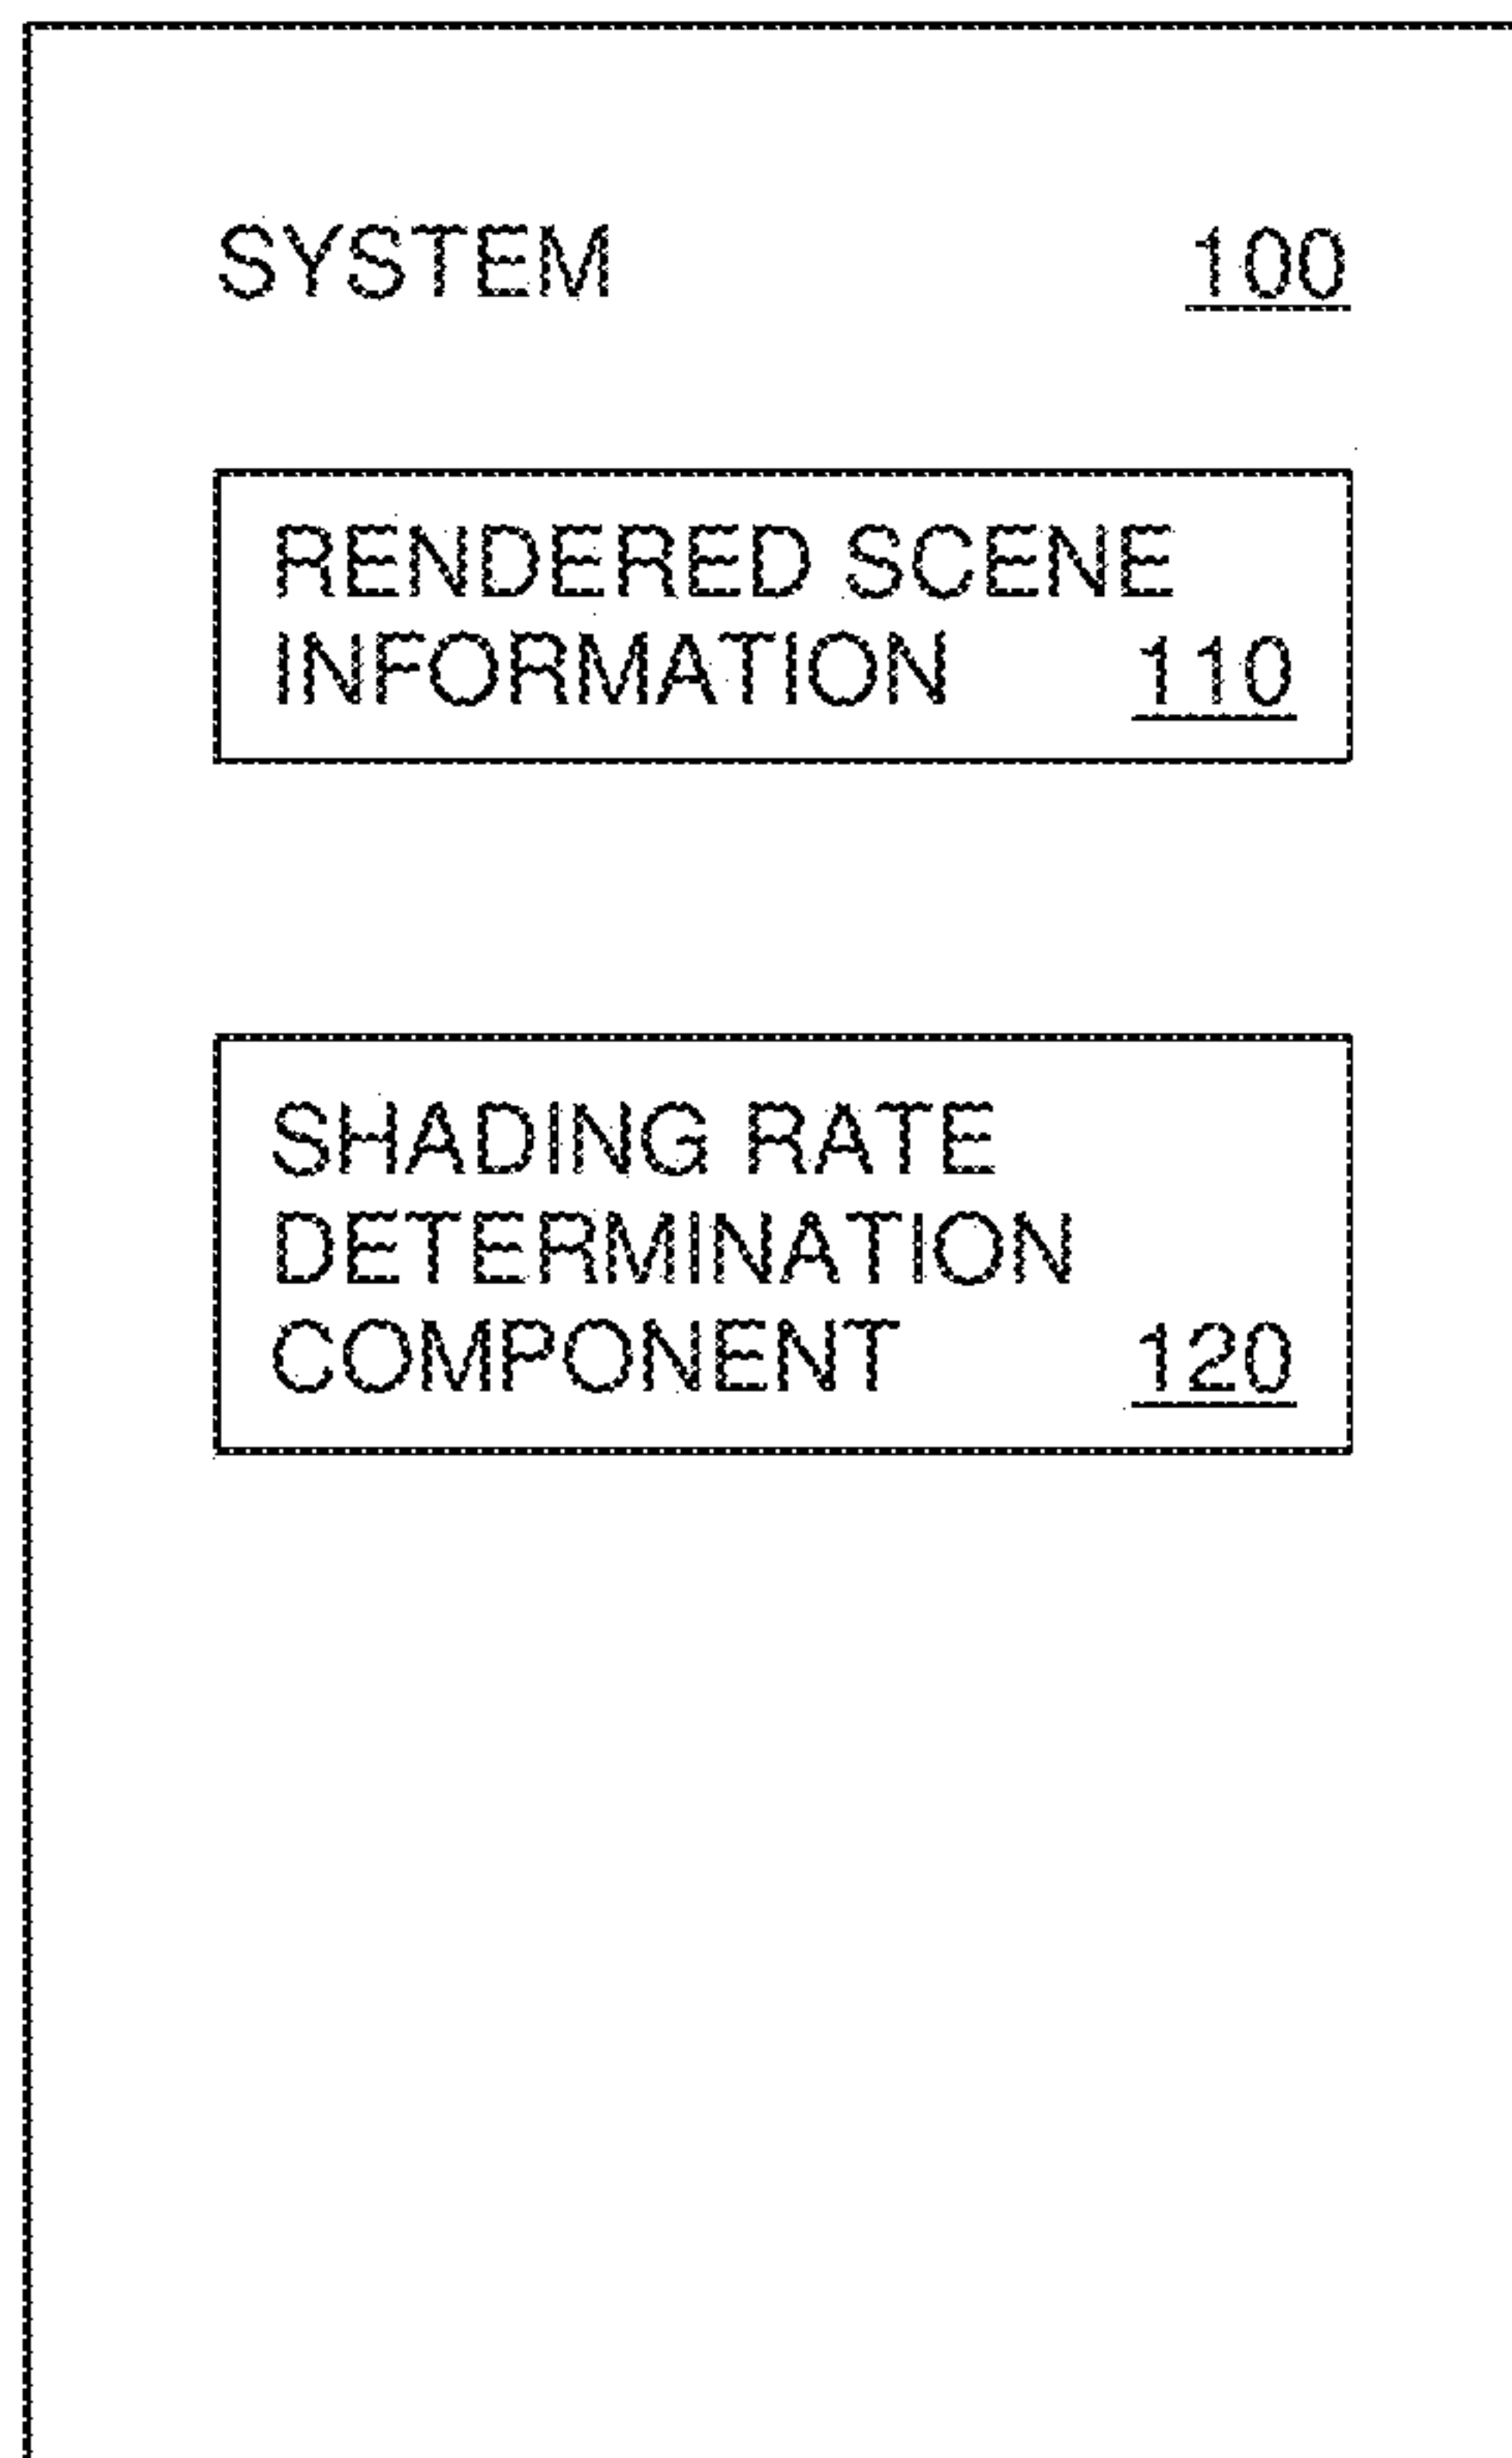 SYSTEM 100
RENDERED SCENE
INFORMATION 110
SHADING RATE
DETERMINATION
COMPONENT 120